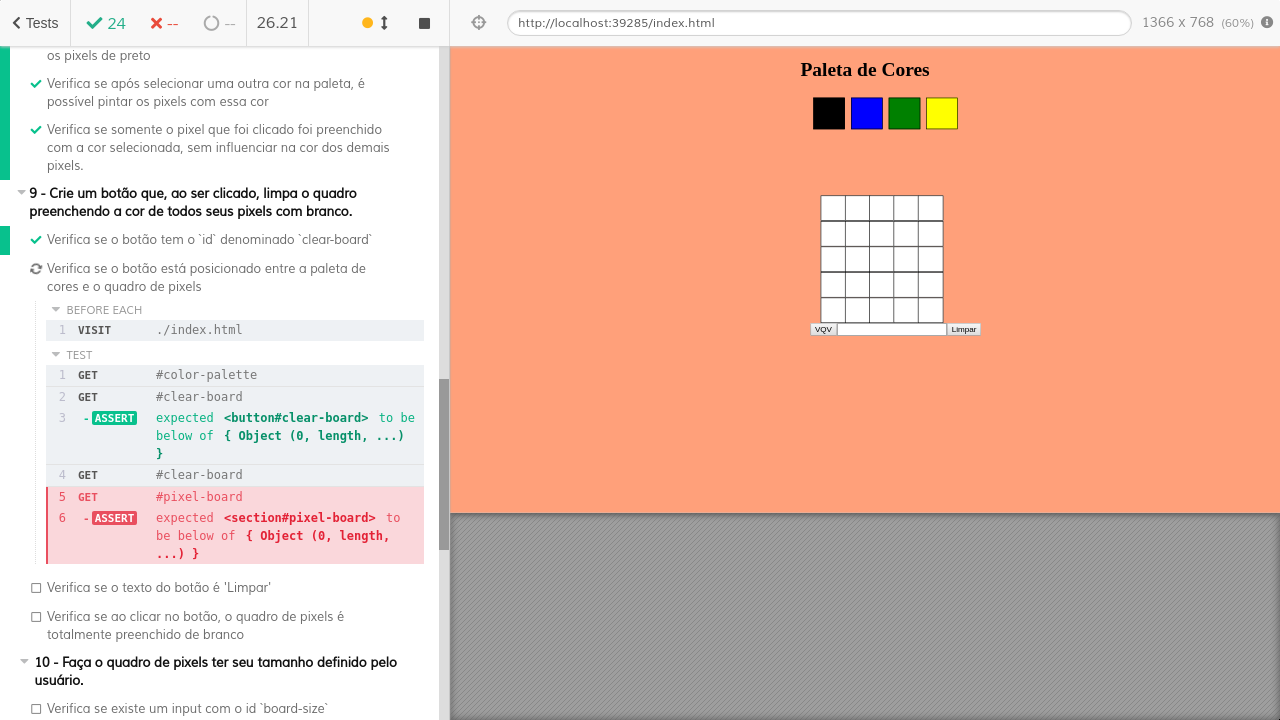 Tests
24
--
--
26.21
http://localhost:39285/index.html
1366 x 768 (60%)
os pixels de preto
Verifica se após selecionar uma outra cor na paleta, é
possível pintar os pixels com essa cor
Verifica se somente o pixel que foi clicado foi preenchido
com a cor selecionada, sem influenciar na cor dos demais
pixels.
9 - Crie um botão que, ao ser clicado, limpa o quadro
preenchendo a cor de todos seus pixels com branco.
Verifica se o botão tem o `id` denominado `clear-board`
Verifica se o botão está posicionado entre a paleta de
cores e o quadro de pixels
BEFORE EACH
1 VISIT ./index.html
TEST
1 GET #color-palette
2 GET #clear-board
3 -ASSERT expected <button#clear-board> to be
below of { Object (0, length, ...)
}
4 GET #clear-board
5 GET #pixel-board
6 -ASSERT expected <section#pixel-board> to
be below of { Object (0, length,
...) }
Verifica se o texto do botão é 'Limpar'
Verifica se ao clicar no botão, o quadro de pixels é
totalmente preenchido de branco
10 - Faça o quadro de pixels ter seu tamanho definido pelo
usuário.
Verifica se existe um input com o id `board-size`
Paleta de Cores
VQV
Limpar